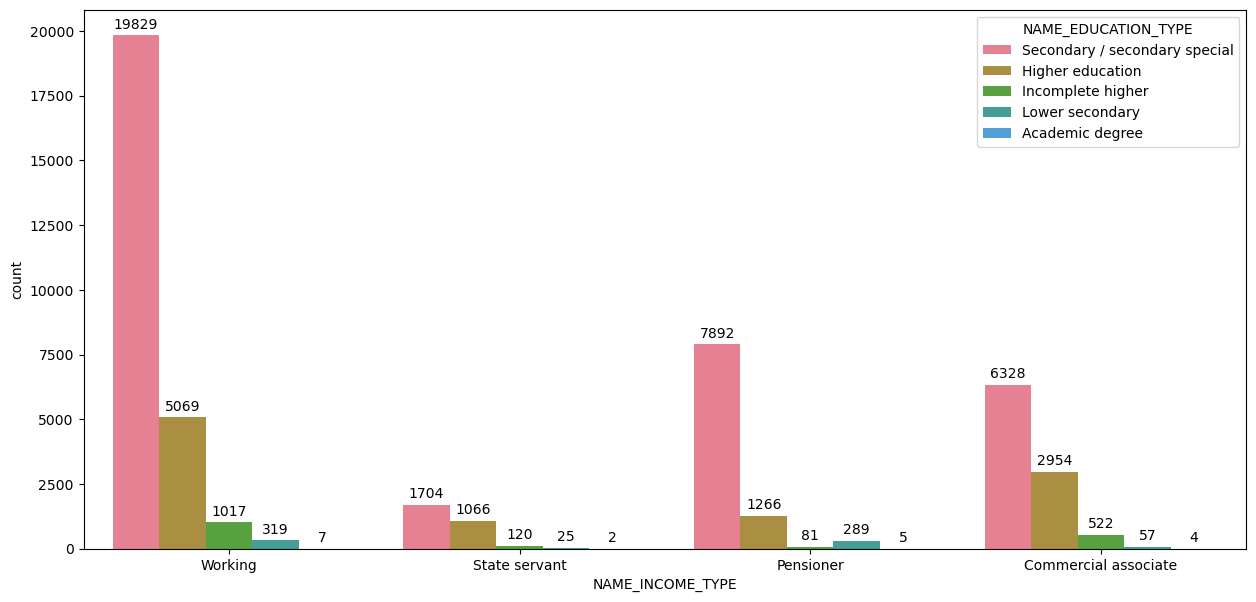 19829
5069
1017
319
7
1704
1066
120
25
2
7892
1266
81
289
5
6328
2954
522
57
4
NAME_EDUCATION_TYPE
Secondary / secondary special
Higher education
Incomplete higher
Lower secondary
Academic degree
20000
17500
15000
12500
10000
7500
5000
2500
0
count
Working
State servant
Pensioner
Commercial associate
NAME_INCOME_TYPE